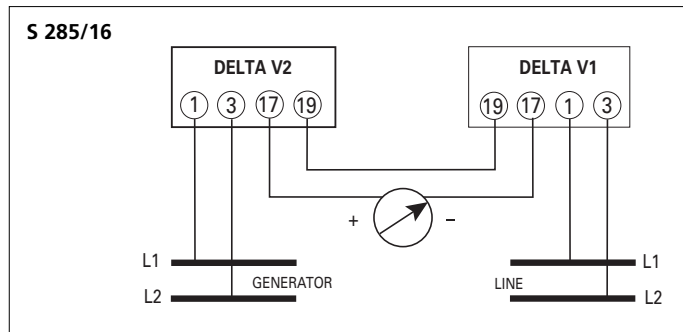 S 285/16
DELTA V2
DELTA V1
1 3 17 19
19 17 1 3
+ –
L1
GENERATOR
L2
L1
LINE
L2